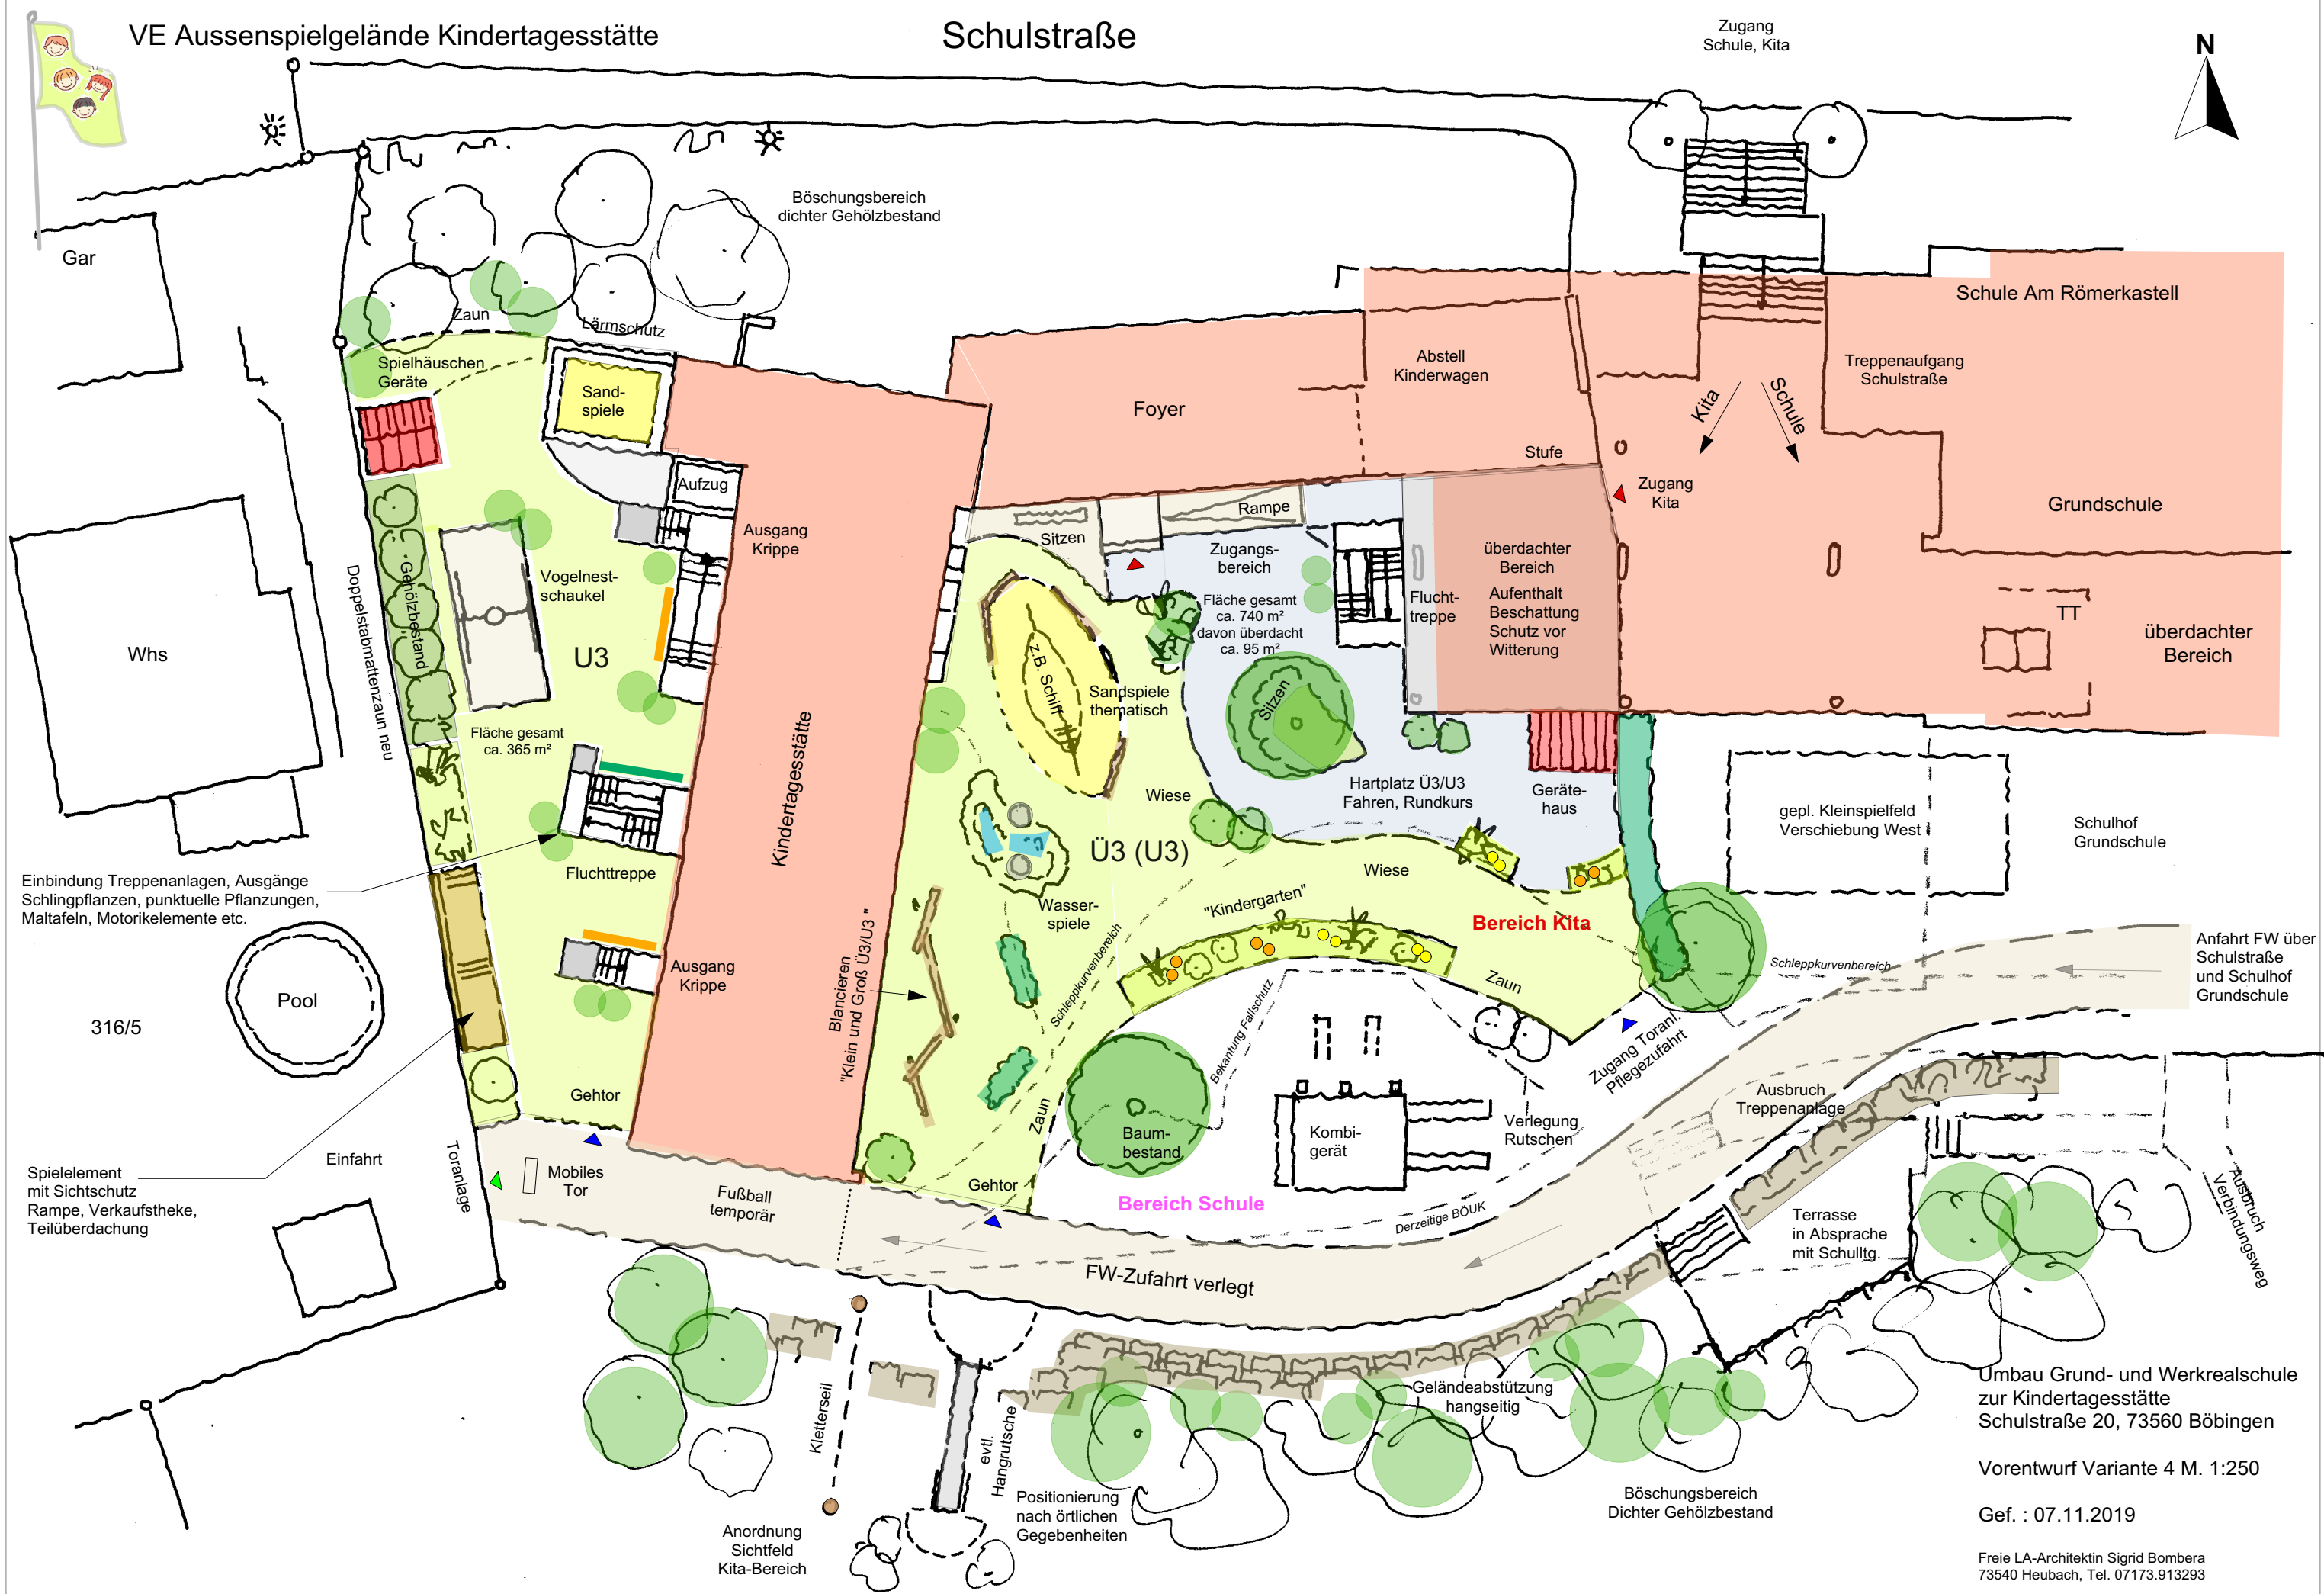 VE Aussenspielgelände Kindertagesstätte
Schulstraße
Zugang
Schule, Kita
N
Böschungsbereich
dichter Gehölzbestand
Gar
Zaun
Lärmschutz
Spielhäuschen
Geräte
Sand-
spiele
Foyer
Abstell
Kinderwagen
Schule Am Römerkastell
Treppenaufgang
Schulstraße
Kita
Schule
Stufe
Aufzug
Zugang
Kita
Grundschule
Rampe
Sitzen
Ausgang
Krippe
Zugangs-
bereich
überdachter
Bereich
Aufenthalt
Beschattung
Schutz vor
Witterung
Flucht-
treppe
Fläche gesamt
ca. 740 m²
davon überdacht
ca. 95 m²
TT
überdachter
Bereich
Doppelstabmattenzaun neu
Gehölzbestand
Vogelnest-
schaukel
U3
Whs
z.B. Schiff
Sandspiele
thematisch
Sitzen
Fläche gesamt
ca. 365 m²
Kindertagesstätte
Wiese
Hartplatz Ü3/U3
Fahren, Rundkurs
Geräte-
haus
gepl. Kleinspielfeld
Verschiebung West
Schulhof
Grundschule
Ü3 (U3)
Einbindung Treppenanlagen, Ausgänge
Schlingpflanzen, punktuelle Pflanzungen,
Maltafeln, Motorikelemente etc.
Fluchttreppe
Wiese
"Kindergarten"
Wasser-
spiele
Bereich Kita
Schleppkurvenbereich
Blancieren
"Klein und Groß Ü3/U3 "
Ausgang
Krippe
Zaun
Schleppkurvenbereich
Anfahrt FW über
Schulstraße
und Schulhof
Grundschule
Pool
316/5
Bekantung Fallschutz
Zugang Toranl.
Pflegezufahrt
Gehtor
Zaun
Baum-
bestand
Kombi-
gerät
Verlegung
Rutschen
Ausbruch
Treppenanlage
Einfahrt
Toranlage
Mobiles
Tor
Fußball
temporär
Gehtor
Bereich Schule
Derzeitige BÖUK
Spielelement
mit Sichtschutz
Rampe, Verkaufstheke,
Teilüberdachung
Terrasse
in Absprache
mit Schulltg.
Ausbruch
Verbindungsweg
FW-Zufahrt verlegt
Kletterseil
evtl.
Hangrutsche
Geländeabstützung
hangseitig
Positionierung
nach örtlichen
Gegebenheiten
Böschungsbereich
Dichter Gehölzbestand
Anordnung
Sichtfeld
Kita-Bereich
Umbau Grund- und Werkrealschule
zur Kindertagesstätte
Schulstraße 20, 73560 Böbingen
Vorentwurf Variante 4 M. 1:250
Gef. : 07.11.2019
Freie LA-Architektin Sigrid Bombera
73540 Heubach, Tel. 07173.913293